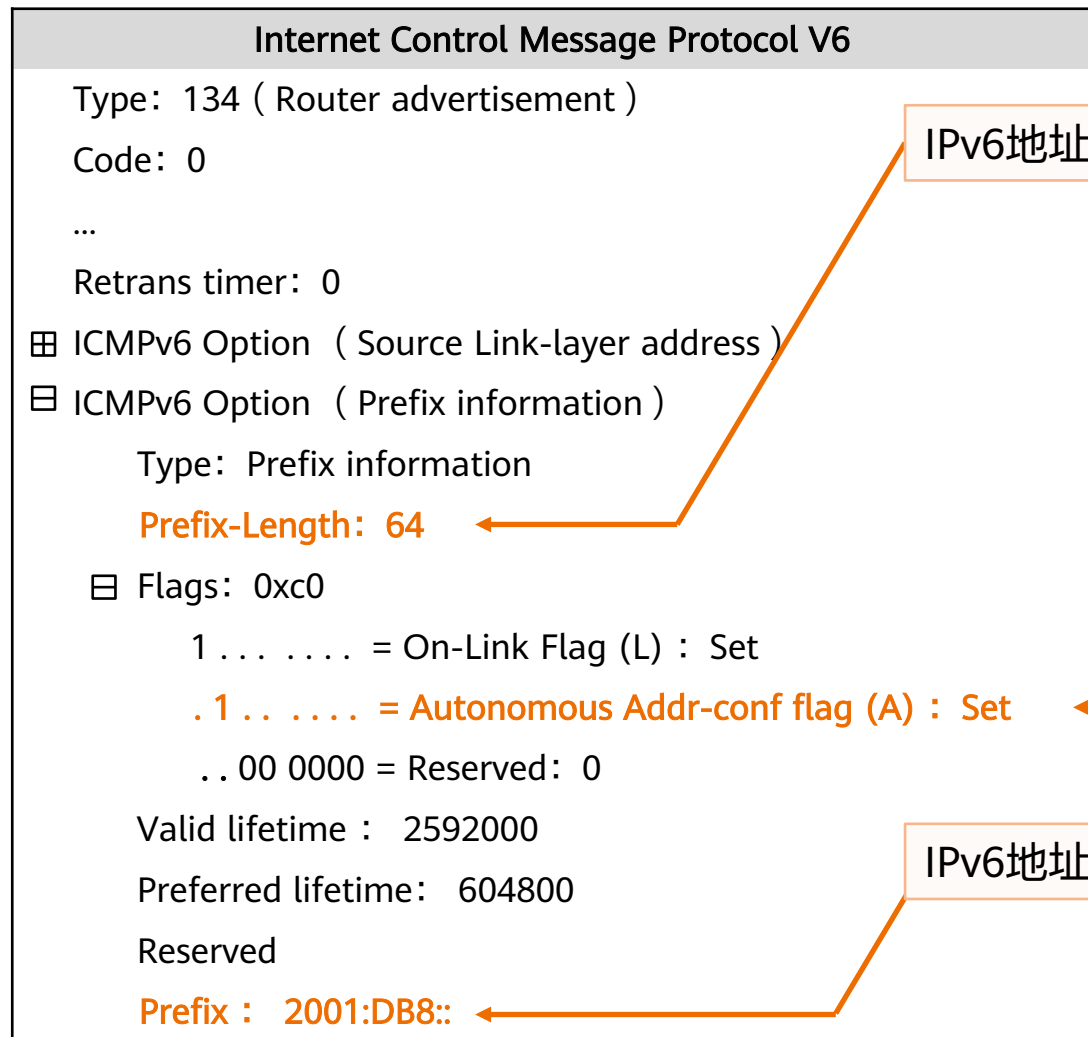 Internet Control Message Protocol V6
Type：134（Router advertisement）
IPv6地址
Code：0
...
Retrans timer：0
ICMPv6 Option （Source Link-layer address）
ICMPv6 Option （Prefix information）
Type：Prefix information
Prefix-Length：64
Flags：0xc0
1 . . . . . . . = On-Link Flag (L) ：Set
. 1 . . . . . . = Autonomous Addr-conf flag (A) ：Set
. . 00 0000 = Reserved：0
Valid lifetime ： 2592000
IPv6地址
Preferred lifetime： 604800
Reserved
Prefix ： 2001:DB8::